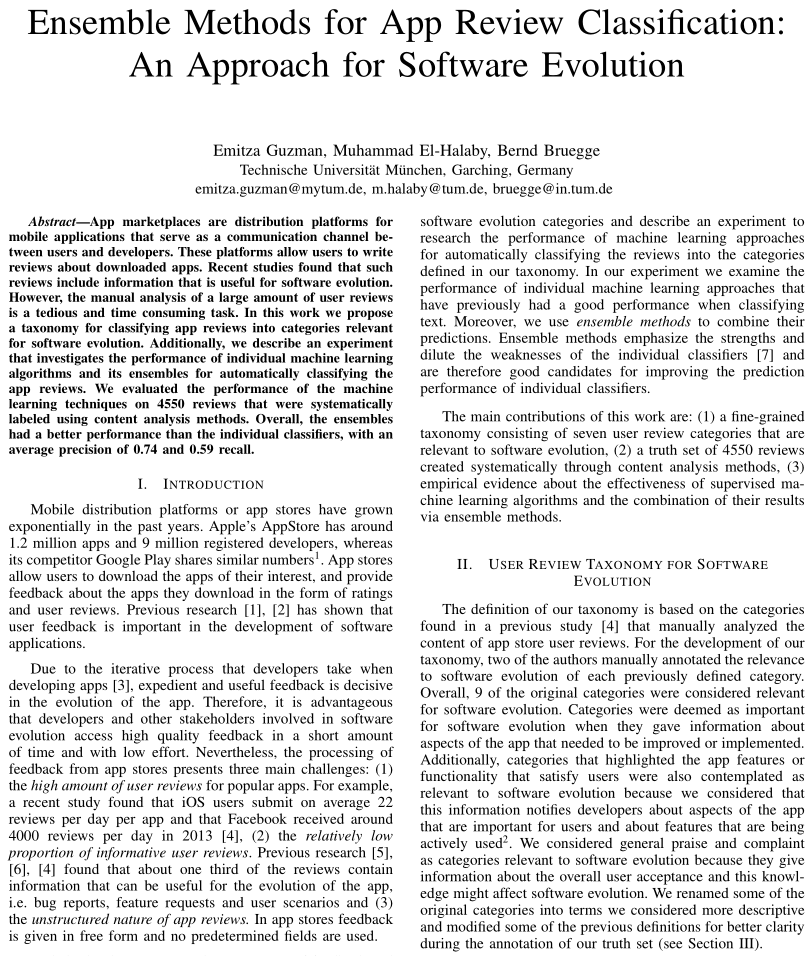 Ensemble Methods for App Review Classification:
An Approach for Software Evolution
Emitza Guzman, Muhammad El-Halaby, Bernd Bruegge
Technische Universität München, Garching, Germany
emitza.guzman@mytum.de, m.halaby@tum.de, bruegge@in.tum.de
Abstract—App marketplaces are distribution platforms for
mobile applications that serve as a communication channel be-
tween users and developers. These platforms allow users to write
reviews about downloaded apps. Recent studies found that such
reviews include information that is useful for software evolution.
However, the manual analysis of a large amount of user reviews
is a tedious and time consuming task. In this work we propose
a taxonomy for classifying app reviews into categories relevant
for software evolution. Additionally, we describe an experiment
that investigates the performance of individual machine learning
algorithms and its ensembles for automatically classifying the
app reviews. We evaluated the performance of the machine
learning techniques on 4550 reviews that were systematically
labeled using content analysis methods. Overall, the ensembles
had a better performance than the individual classifiers, with an
average precision of 0.74 and 0.59 recall.
I. INTRODUCTION
Mobile distribution platforms or app stores have grown
exponentially in the past years. Apple's AppStore has around
1.2 million apps and 9 million registered developers, whereas
its competitor Google Play shares similar numbers¹. App stores
allow users to download the apps of their interest, and provide
feedback about the apps they download in the form of ratings
and user reviews. Previous research [1], [2] has shown that
user feedback is important in the development of software
applications.
Due to the iterative process that developers take when
developing apps [3], expedient and useful feedback is decisive
in the evolution of the app. Therefore, it is advantageous
that developers and other stakeholders involved in software
evolution access high quality feedback in a short amount
of time and with low effort. Nevertheless, the processing of
feedback from app stores presents three main challenges: (1)
the high amount of user reviews for popular apps. For example,
a recent study found that iOS users submit on average 22
reviews per day per app and that Facebook received around
4000 reviews per day in 2013 [4], (2) the relatively low
proportion of informative user reviews. Previous research [5],
[6], [4] found that about one third of the reviews contain
information that can be useful for the evolution of the app,
i.e. bug reports, feature requests and user scenarios and (3)
the unstructured nature of app reviews. In app stores feedback
is given in free form and no predetermined fields are used.
software evolution categories and describe an experiment to
research the performance of machine learning approaches
for automatically classifying the reviews into the categories
defined in our taxonomy. In our experiment we examine the
performance of individual machine learning approaches that
have previously had a good performance when classifying
text. Moreover, we use ensemble methods to combine their
predictions. Ensemble methods emphasize the strengths and
dilute the weaknesses of the individual classifiers [7] and
are therefore good candidates for improving the prediction
performance of individual classifiers.
The main contributions of this work are: (1) a fine-grained
taxonomy consisting of seven user review categories that are
relevant to software evolution, (2) a truth set of 4550 reviews
created systematically through content analysis methods, (3)
empirical evidence about the effectiveness of supervised ma-
chine learning algorithms and the combination of their results
via ensemble methods.
II. USER REVIEW TAXONOMY FOR SOFTWARE
EVOLUTION
The definition of our taxonomy is based on the categories
found in a previous study [4] that manually analyzed the
content of app store user reviews. For the development of our
taxonomy, two of the authors manually annotated the relevance
to software evolution of each previously defined category.
Overall, 9 of the original categories were considered relevant
for software evolution. Categories were deemed as important
for software evolution when they gave information about
aspects of the app that needed to be improved or implemented.
Additionally, categories that highlighted the app features or
functionality that satisfy users were also contemplated as
relevant to software evolution because we considered that
this information notifies developers about aspects of the app
that are important for users and about features that are being
actively used². We considered general praise and complaint
as categories relevant to software evolution because they give
information about the overall user acceptance and this knowl-
edge might affect software evolution. We renamed some of the
original categories into terms we considered more descriptive
and modified some of the previous definitions for better clarity
during the annotation of our truth set (see Section III).